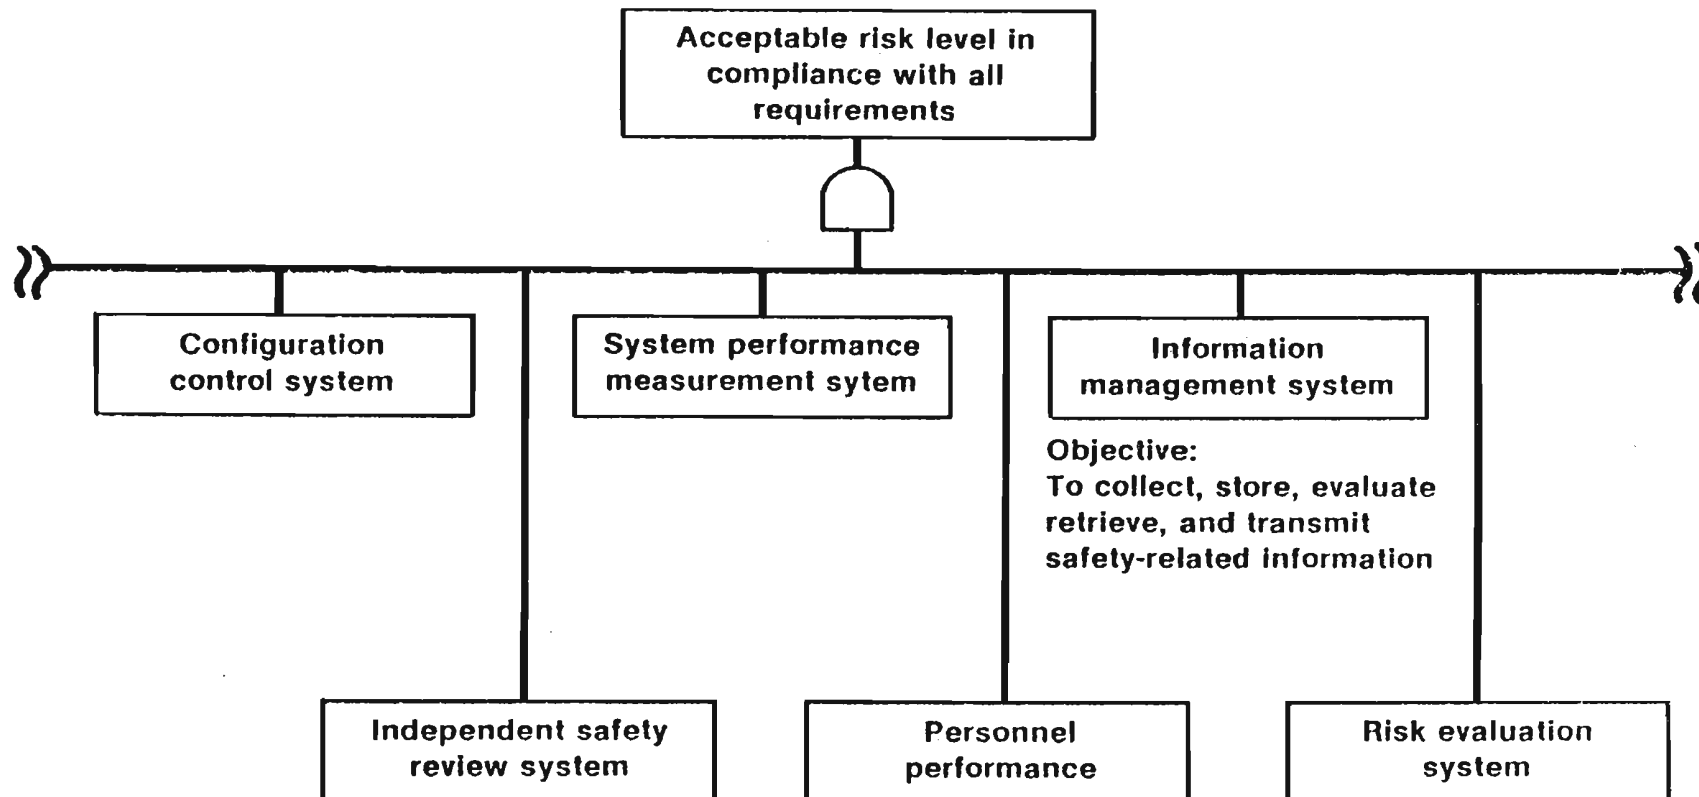 Acceptable risk level in
compliance with all
requirements
Configuration
control system
System performance
measurement sytem
Information
management system
Objective:
To collect, store, evaluate
retrieve, and transmit
safety-related information
Independent safety
review system
Personnel
performance
Risk evaluation
system